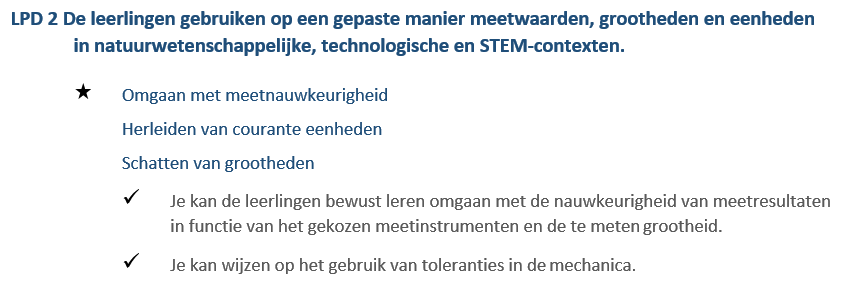 LPD 2 De leerlingen gebruiken op een gepaste manier meetwaarden, grootheden en eenheden
in natuurwetenschappelijke, technologische en STEM-contexten.
★ Omgaan met meetnauwkeurigheid
Herleiden van courante eenheden
Schatten van grootheden
✓ Je kan de leerlingen bewust leren omgaan met de nauwkeurigheid van meetresultaten
in functie van het gekozen meetinstrumenten en de te meten grootheid.
✓ Je kan wijzen op het gebruik van toleranties in de mechanica.